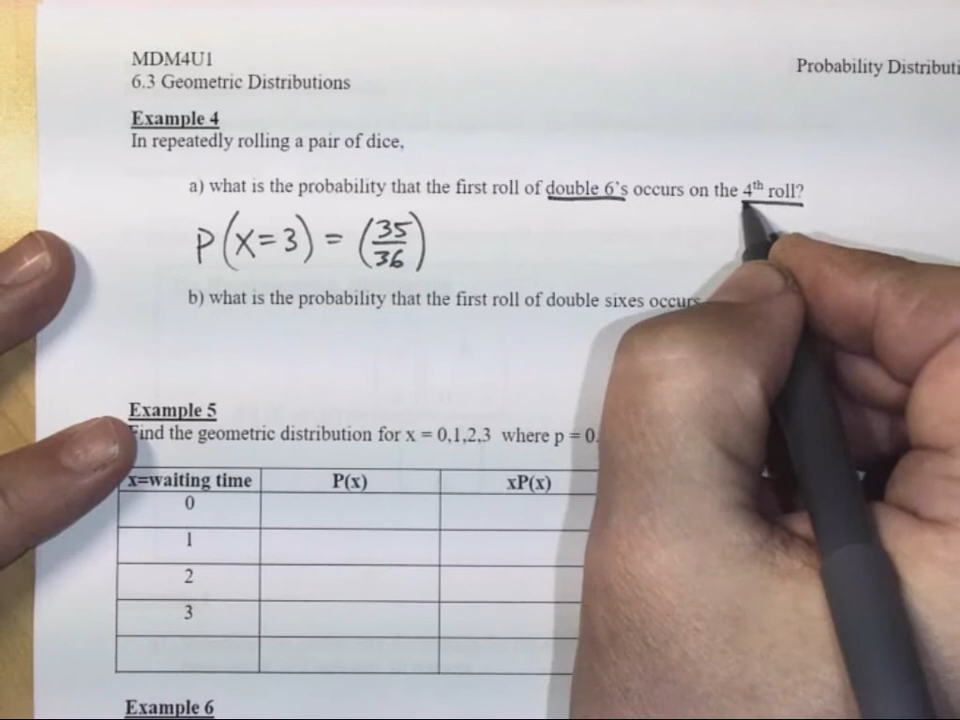 MDM4U1
Probability Distributi
6.3 Geometric Distributions
Example 4
In repeatedly rolling a pair of dice,
a) what is the probability that the first roll of double 6's occurs on the 4th roll?
P(X=3) = (35/36)
b) what is the probability that the first roll of double sixes occurs
Example 5
Find the geometric distribution for x = 0,1,2,3 where p = 0.
x=waiting time P(x) xP(x)
0
1
2
3
Example 6